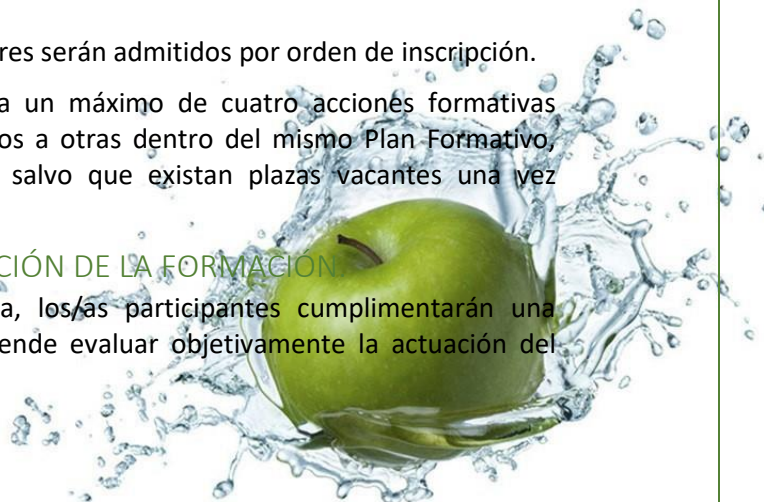 res serán admitidos por orden de inscripción.
a un máximo de cuatro acciones formativas
os a otras dentro del mismo Plan Formativo,
salvo que existan plazas vacantes una vez
CIÓN DE LA FORMACIÓN.
a, los/as participantes cumplimentarán una
ende evaluar objetivamente la actuación del